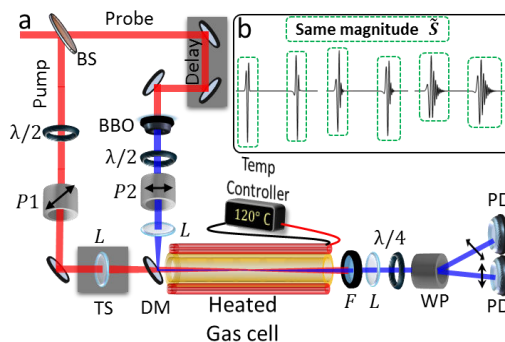 a
Probe
BS
Pump
Delay
b
Same magnitude S̃
BBO
λ/2
λ/2
P1
P2
Temp
Controller
120° C
L
L
TS
DM
Heated
Gas cell
F
L
λ/4
WP
PD
PD